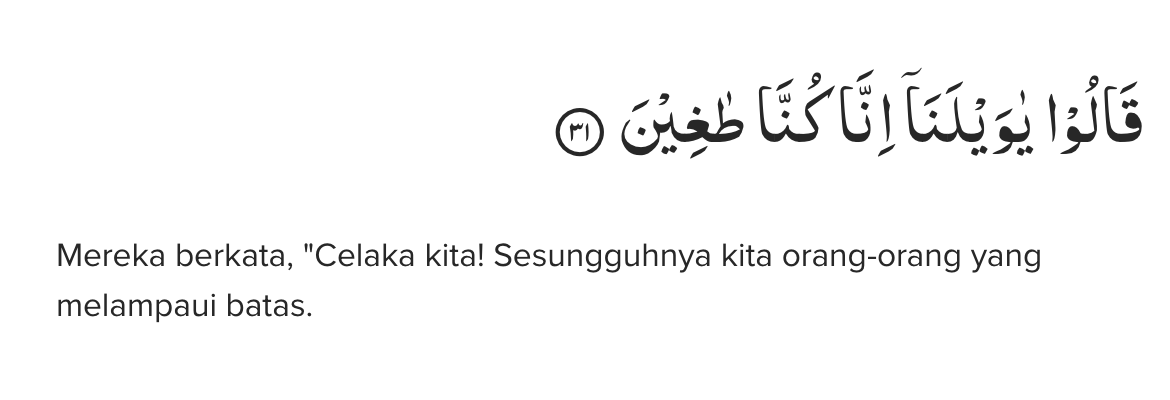 قَالُوْا يٰوَيْلَنَآ اِنَّا كُنَّا طٰغِيْنَ ٣١
Mereka berkata, "Celaka kita! Sesungguhnya kita orang-orang yang
melampaui batas.